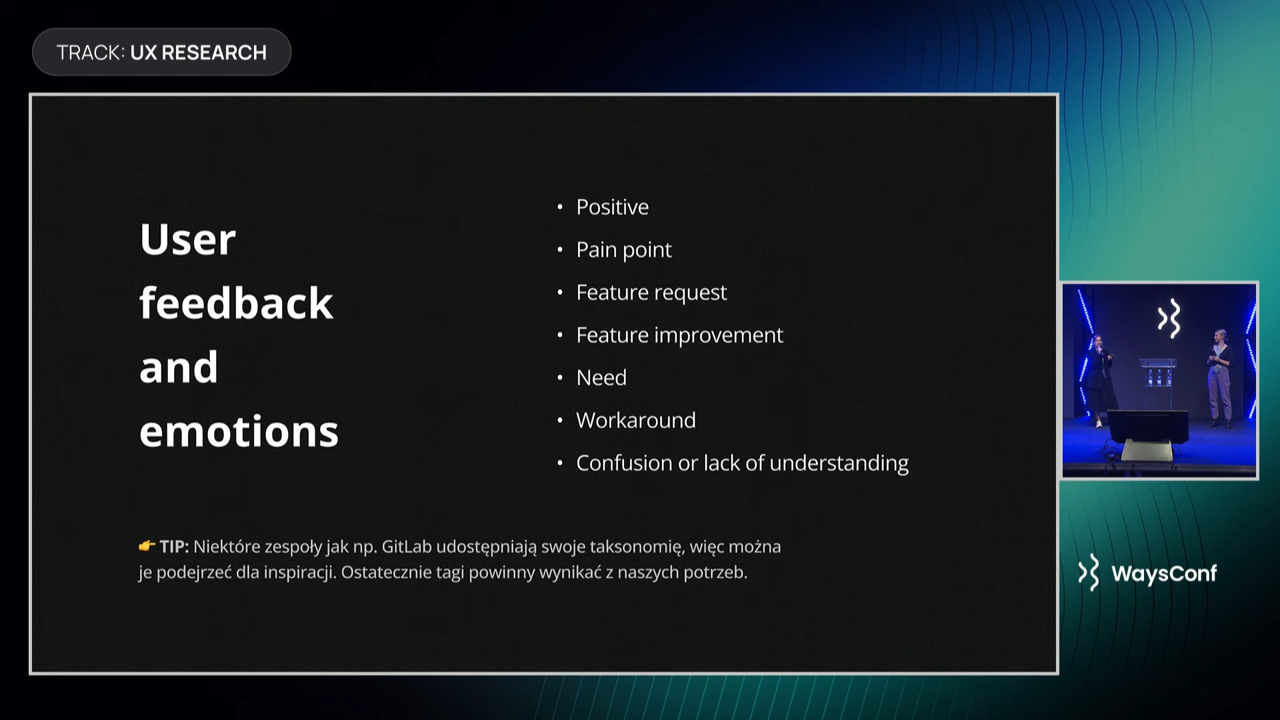 TRACK: UX RESEARCH
User
feedback
and
emotions
• Positive
• Pain point
• Feature request
• Feature improvement
• Need
• Workaround
• Confusion or lack of understanding
👉 TIP: Niektóre zespoły jak np. GitLab udostępniają swoje taksonomię, więc można
je podejrzeć dla inspiracji. Ostatecznie tagi powinny wynikać z naszych potrzeb.
WaysConf